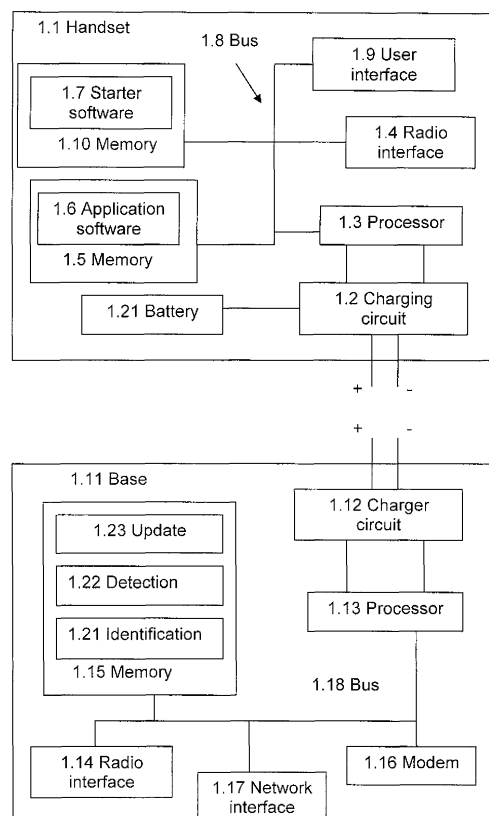 1.1 Handset
1.8 Bus
1.9 User
interface
1.7 Starter
software
1.10 Memory
1.4 Radio
interface
1.6 Application
software
1.5 Memory
1.3 Processor
1.21 Battery
1.2 Charging
circuit
+ -
+ -
1.11 Base
1.12 Charger
circuit
1.23 Update
1.22 Detection
1.21 Identification
1.15 Memory
1.13 Processor
1.18 Bus
1.14 Radio
interface
1.17 Network
interface
1.16 Modem